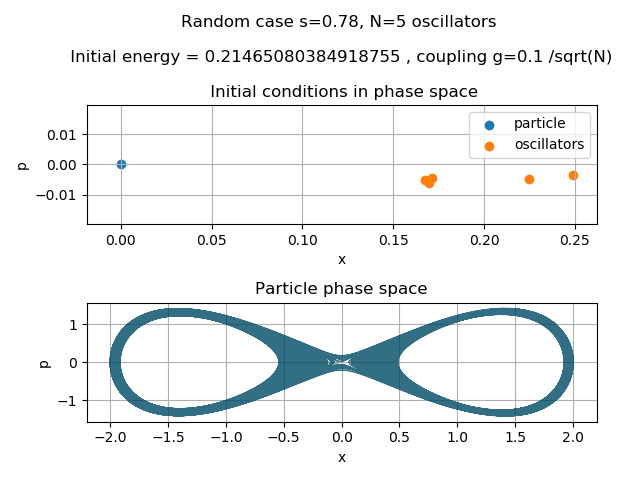 Random case s=0.78, N=5 oscillators
Initial energy = 0.21465080384918755 , coupling g=0.1 /sqrt(N)
Initial conditions in phase space
particle
oscillators
p
0.01
0.00
−0.01
0.00 0.05 0.10 0.15 0.20 0.25
x
Particle phase space
p
1
0
−1
−2.0 −1.5 −1.0 −0.5 0.0 0.5 1.0 1.5 2.0
x